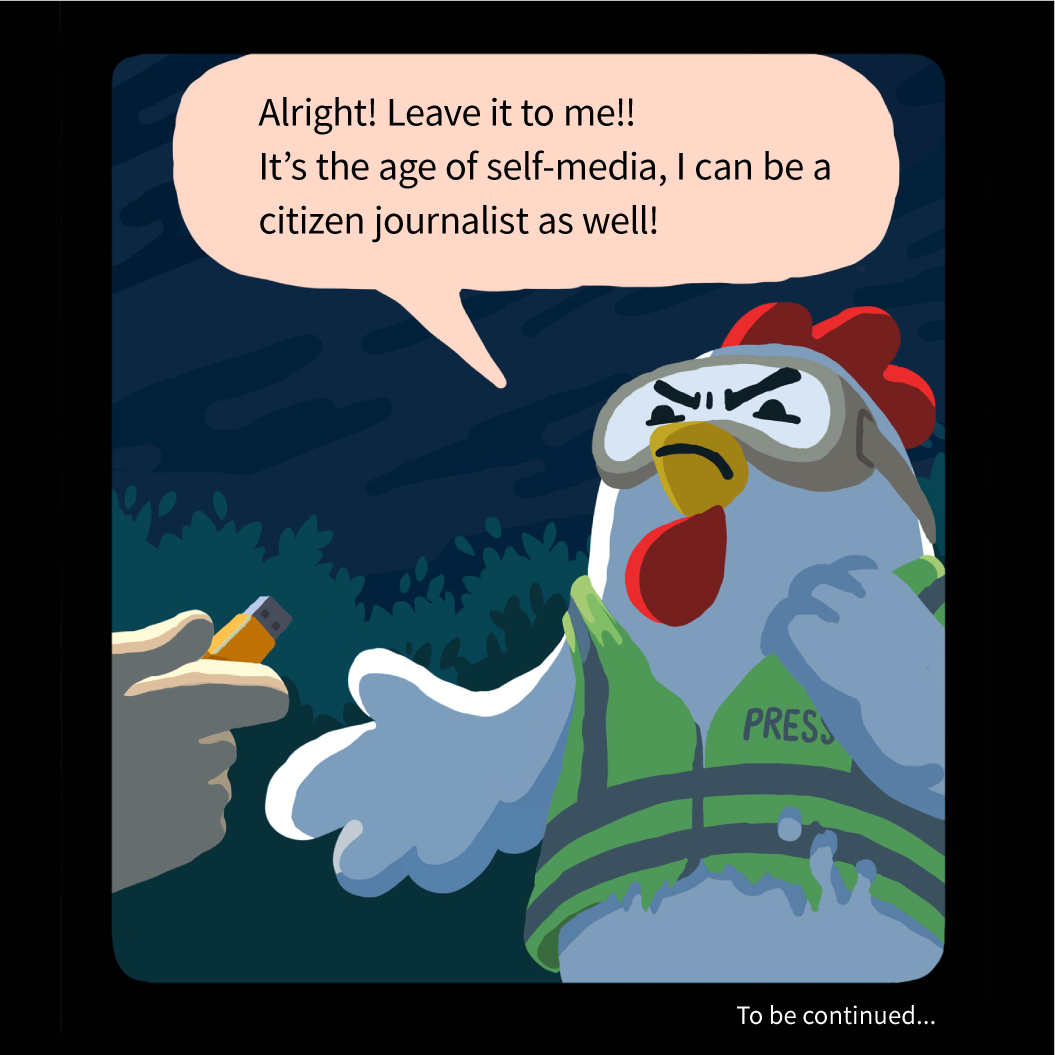 Alright! Leave it to me!!
It’s the age of self-media, I can be a
citizen journalist as well!
PRESS
To be continued...